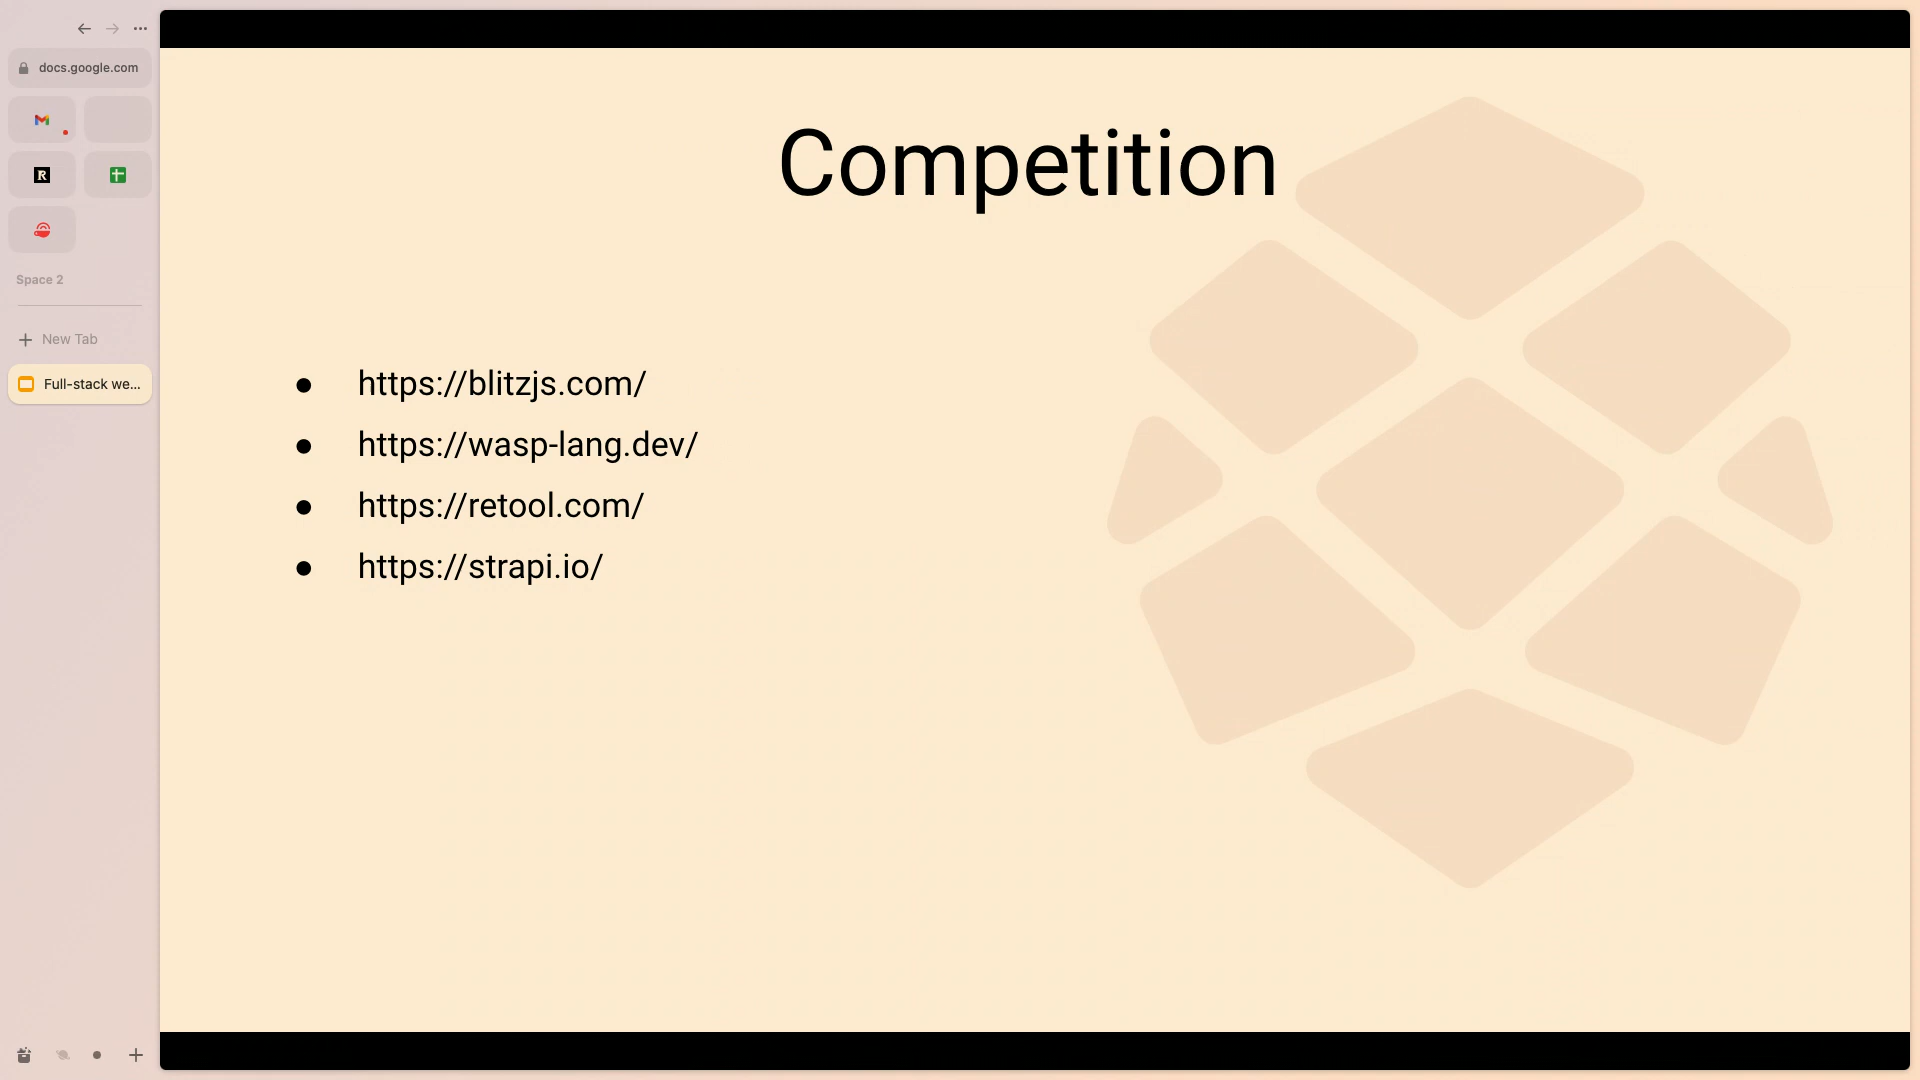 docs.google.com
R
Space 2
New Tab
Full-stack we...
Competition
● https://blitzjs.com/
● https://wasp-lang.dev/
● https://retool.com/
● https://strapi.io/